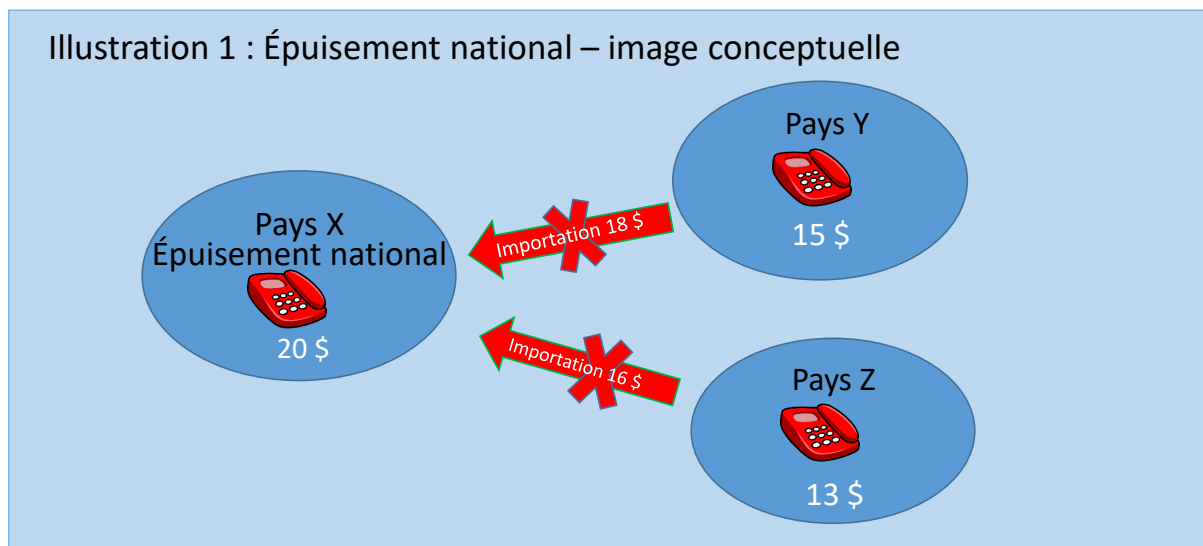 Illustration 1 : Épuisement national – image conceptuelle
Pays Y
15 $
Importation 18 $
Pays X
Épuisement national
20 $
Importation 16 $
Pays Z
13 $